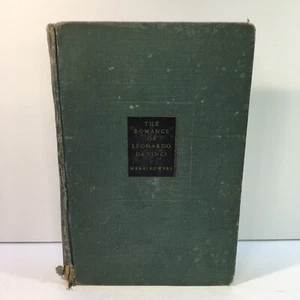 THE
ROMANCE
OF
LEONARDO
DA VINCI
MEREJKOWSKI